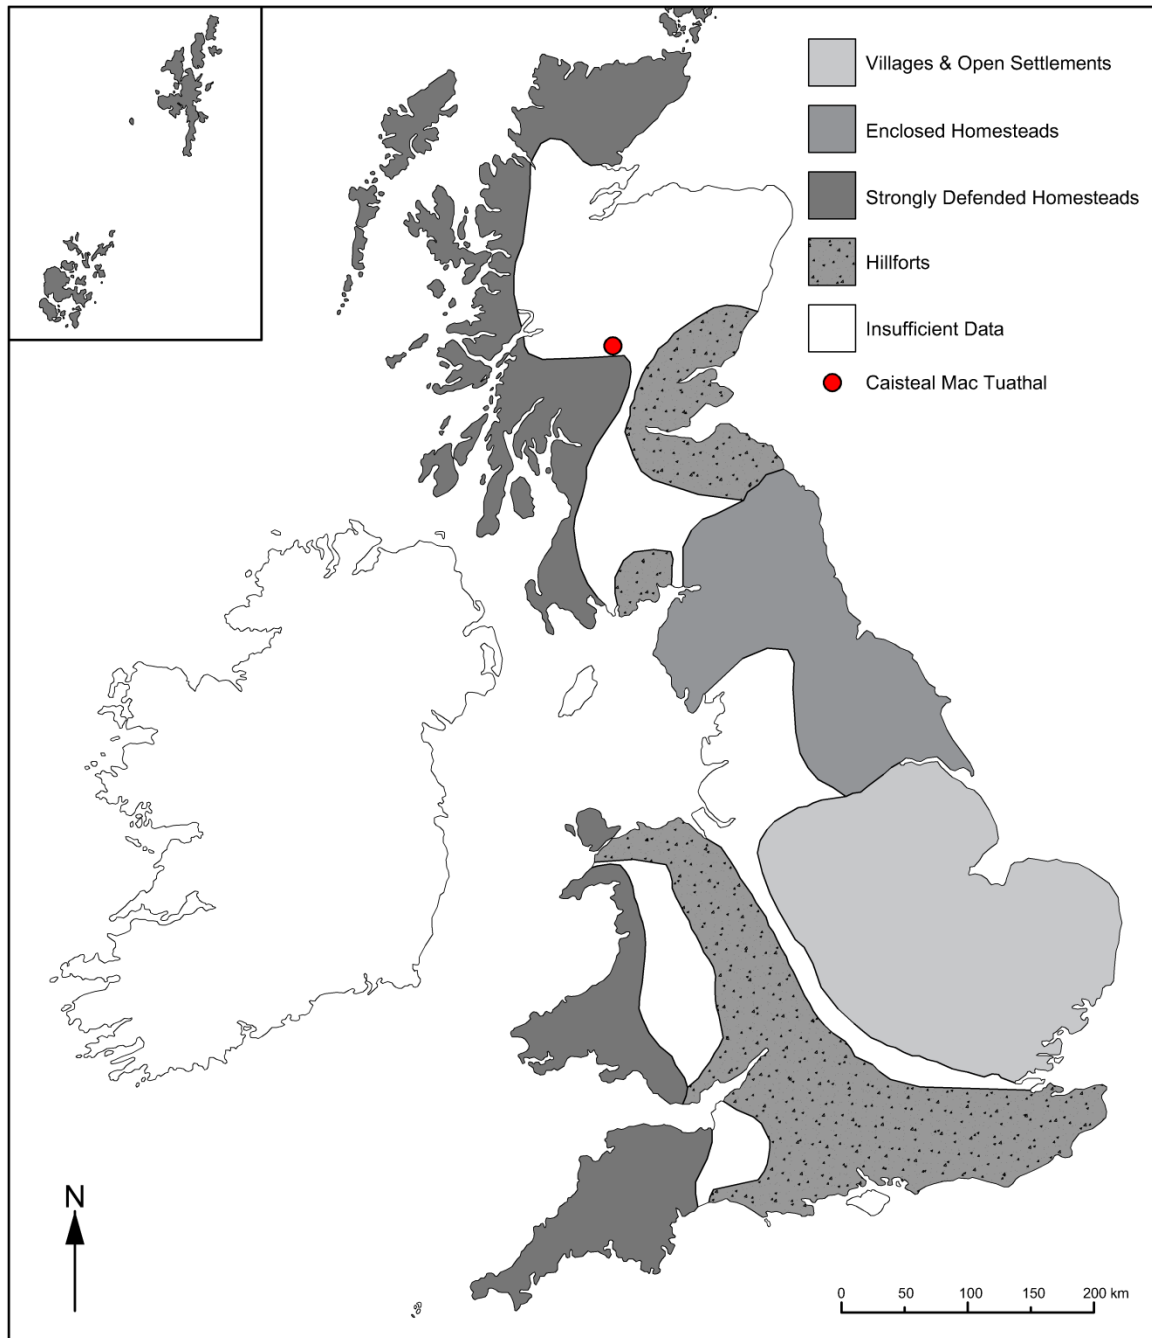 Villages & Open Settlements
Enclosed Homesteads
Strongly Defended Homesteads
Hillforts
Insufficient Data
Caisteal Mac Tuathal
N
0 50 100 150 200 km